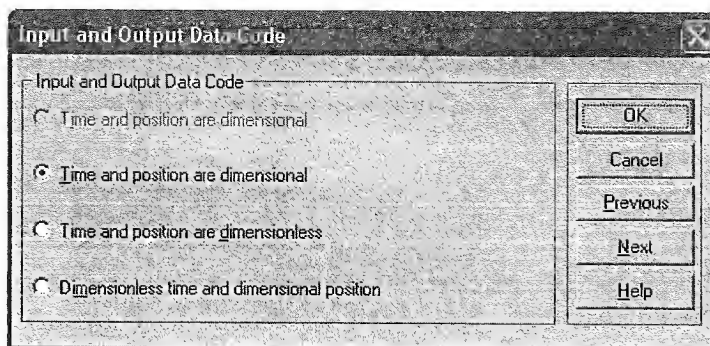 Input and Output Data Code
Input and Output Data Code
Time and position are dimensional
Time and position are dimensional
Time and position are dimensionless
Dimensionless time and dimensional position
OK
Cancel
Previous
Next
Help